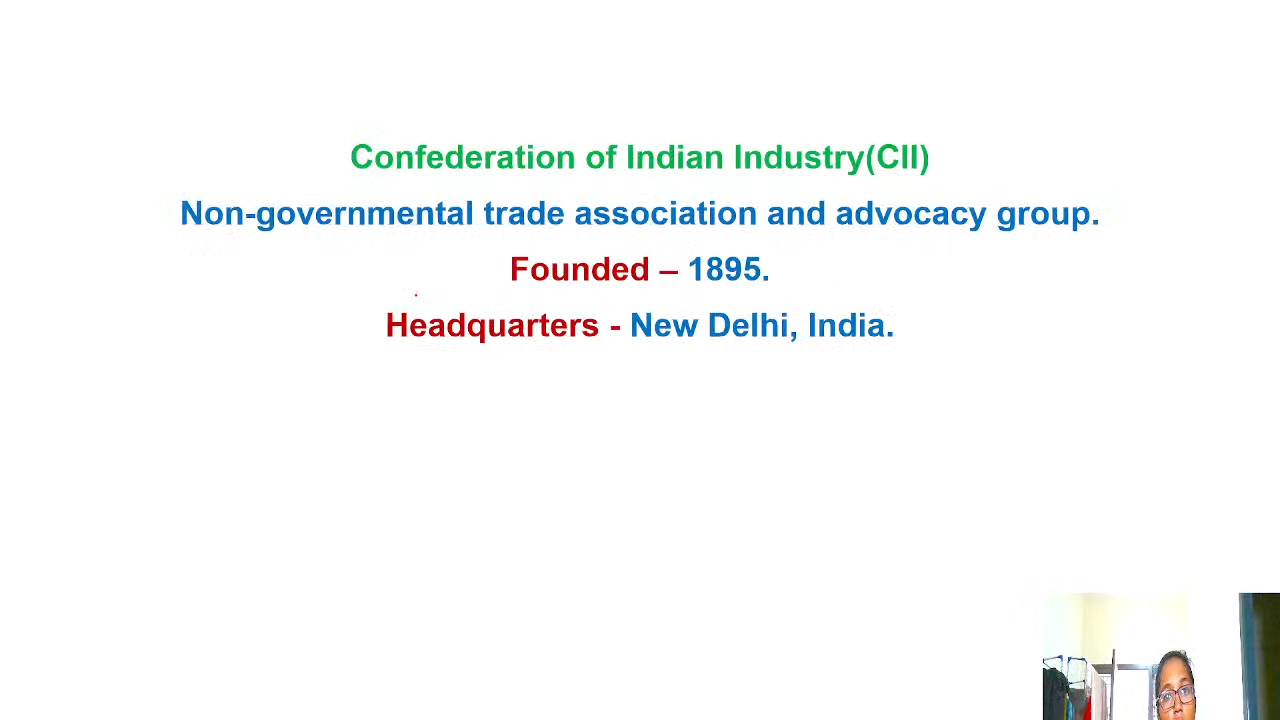 Confederation of Indian Industry(CII)
Non-governmental trade association and advocacy group.
Founded – 1895.
Headquarters - New Delhi, India.